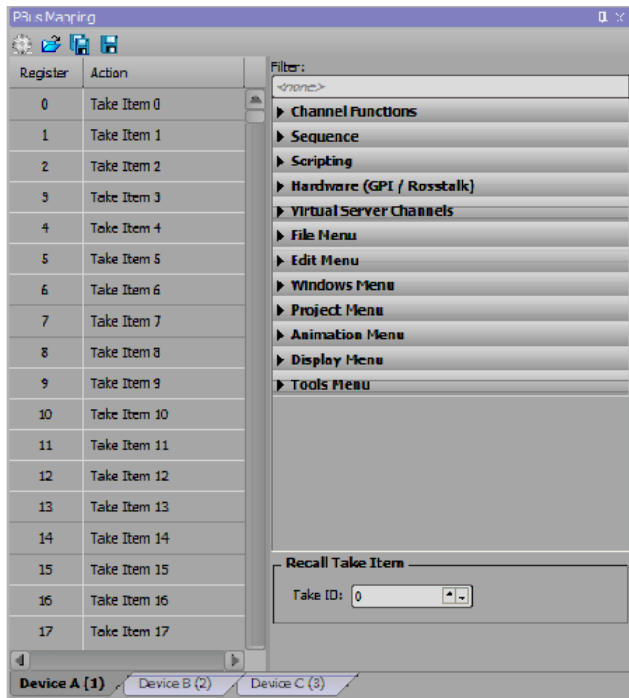 PBus Mapping
Register Action
0 Take Item 0
1 Take Item 1
2 Take Item 2
3 Take Item 3
4 Take Item 4
5 Take Item 5
6 Take Item 6
7 Take Item 7
8 Take Item 8
9 Take Item 9
10 Take Item 10
11 Take Item 11
12 Take Item 12
13 Take Item 13
14 Take Item 14
15 Take Item 15
16 Take Item 16
17 Take Item 17
Filter:
<none>
Channel Functions
Sequence
Scripting
Hardware (GPI / Rosstalk)
Virtual Server Channels
File Menu
Edit Menu
Windows Menu
Project Menu
Animation Menu
Display Menu
Tools Menu
Recall Take Item
Take ID: 0
Device A (1) Device B (2) Device C (3)